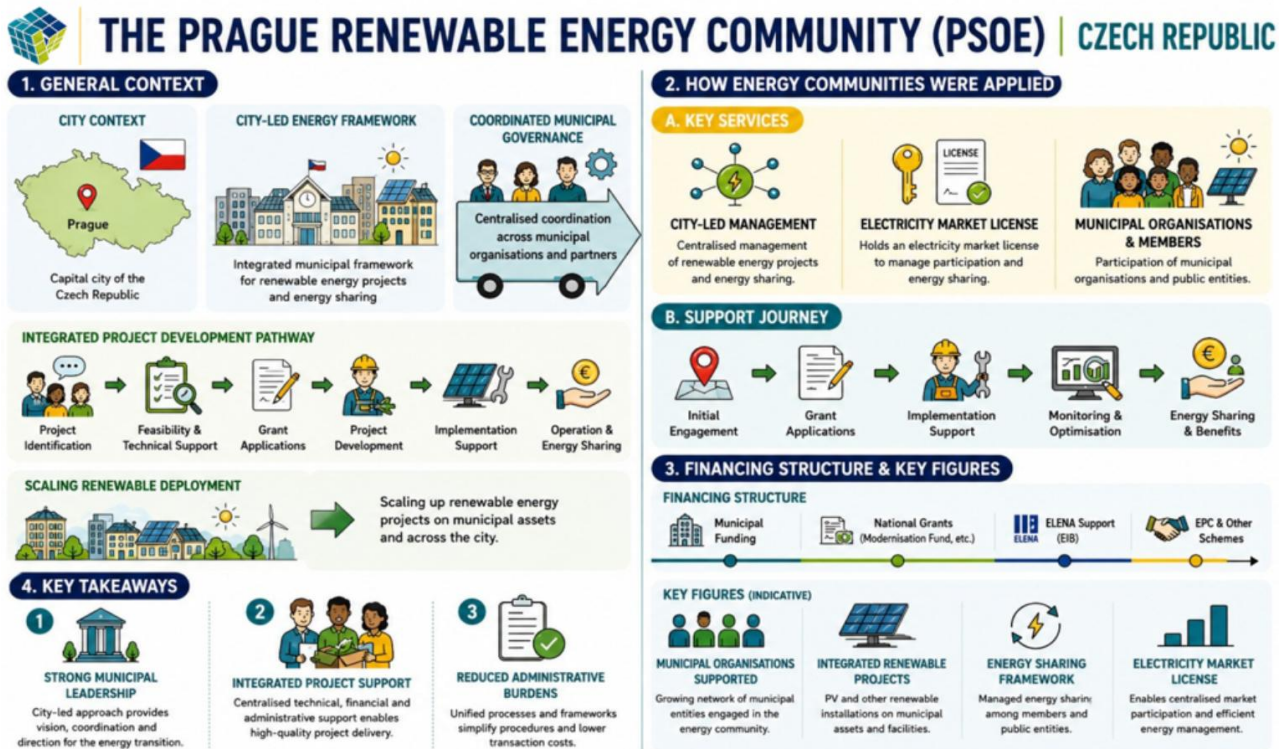 THE PRAGUE RENEWABLE ENERGY COMMUNITY (PSOE) | CZECH REPUBLIC
1. GENERAL CONTEXT
CITY CONTEXT
Prague
Capital city of the
Czech Republic
CITY-LED ENERGY FRAMEWORK
Integrated municipal framework
for renewable energy projects
and energy sharing
COORDINATED MUNICIPAL
GOVERNANCE
Centralised coordination
across municipal
organisations and partners
INTEGRATED PROJECT DEVELOPMENT PATHWAY
Project
Identification
Feasibility &
Technical Support
Grant
Applications
Project
Development
Implementation
Support
Operation &
Energy Sharing
SCALING RENEWABLE DEPLOYMENT
Scaling up renewable energy
projects on municipal assets
and across the city.
4. KEY TAKEAWAYS
1
STRONG MUNICIPAL
LEADERSHIP
City-led approach provides
vision, coordination and
direction for the energy transition.
2
INTEGRATED PROJECT SUPPORT
Centralised technical, financial and
administrative support enables
high-quality project delivery.
3
REDUCED ADMINISTRATIVE
BURDENS
Unified processes and frameworks
simplify procedures and lower
transaction costs.
2. HOW ENERGY COMMUNITIES WERE APPLIED
A. KEY SERVICES
CITY-LED MANAGEMENT
Centralised management
of renewable energy projects
and energy sharing.
LICENSE
ELECTRICITY MARKET LICENSE
Holds an electricity market license
to manage participation and
energy sharing.
MUNICIPAL ORGANISATIONS
& MEMBERS
Participation of municipal
organisations and public entities.
B. SUPPORT JOURNEY
Initial
Engagement
Grant
Applications
Implementation
Support
Monitoring &
Optimisation
Energy Sharing
& Benefits
3. FINANCING STRUCTURE & KEY FIGURES
FINANCING STRUCTURE
Municipal
Funding
National Grants
(Modernisation Fund, etc.)
ELENA
ELENA Support
(EIB)
EPC & Other
Schemes
KEY FIGURES (INDICATIVE)
MUNICIPAL ORGANISATIONS
SUPPORTED
Growing network of municipal
entities engaged in the
energy community.
INTEGRATED RENEWABLE
PROJECTS
PV and other renewable
installations on municipal
assets and facilities.
ENERGY SHARING
FRAMEWORK
Managed energy sharing
among members and
public entities.
ELECTRICITY MARKET
LICENSE
Enables centralised market
participation and efficient
energy management.